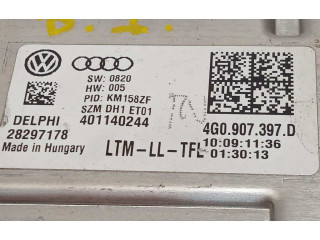 SW: 0820
HW: 005
PID: KM158ZF
SZM DH1 ET01
DELPHI 401140244
28297178
Made in Hungary
LTM-LL-TFL
4G0.907.397.D
10:09:11:36
01:30:13